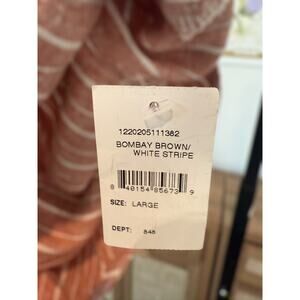 1220205111382
BOMBAY BROWN/
WHITE STRIPE
8 40154 85673 9
SIZE: LARGE
DEPT: 848